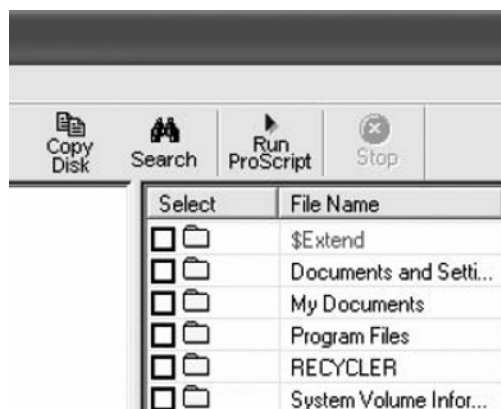 Copy Disk
Search
Run ProScript
Stop
Select File Name
$Extend
Documents and Setti...
My Documents
Program Files
RECYCLER
System Volume Infor...